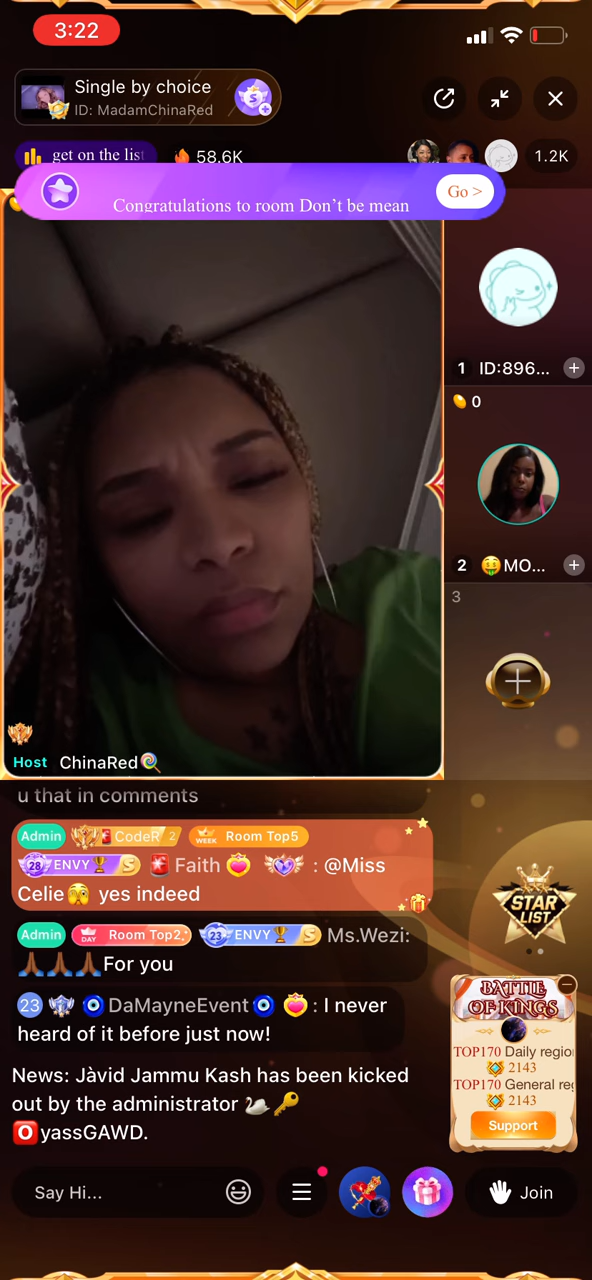 3:22
Single by choice
ID: MadamChinaRed
get on the list
58.6K
1.2K
Congratulations to room Don't be mean
Go >
1 ID:896...
0
2 🤑MO...
3
Host ChinaRed🍭
u that in comments
Admin 🚨CodeR 2 WEEK Room Top5
28 ENVY🏆 S 🚨 Faith : @Miss
Celie🫣 yes indeed
Admin DAY Room Top2, 23 ENVY🏆 S Ms.Wezi:
🙏🏾🙏🏾🙏🏾For you
23 🧿DaMayneEvent🧿 : I never
heard of it before just now!
News: Jàvid Jammu Kash has been kicked
out by the administrator 🦢🔑
🅾️yassGAWD.
STAR
LIST
BATTLE
OF KINGS
TOP170 Daily regio
2143
TOP170 General reg
2143
Support
Say Hi...
Join